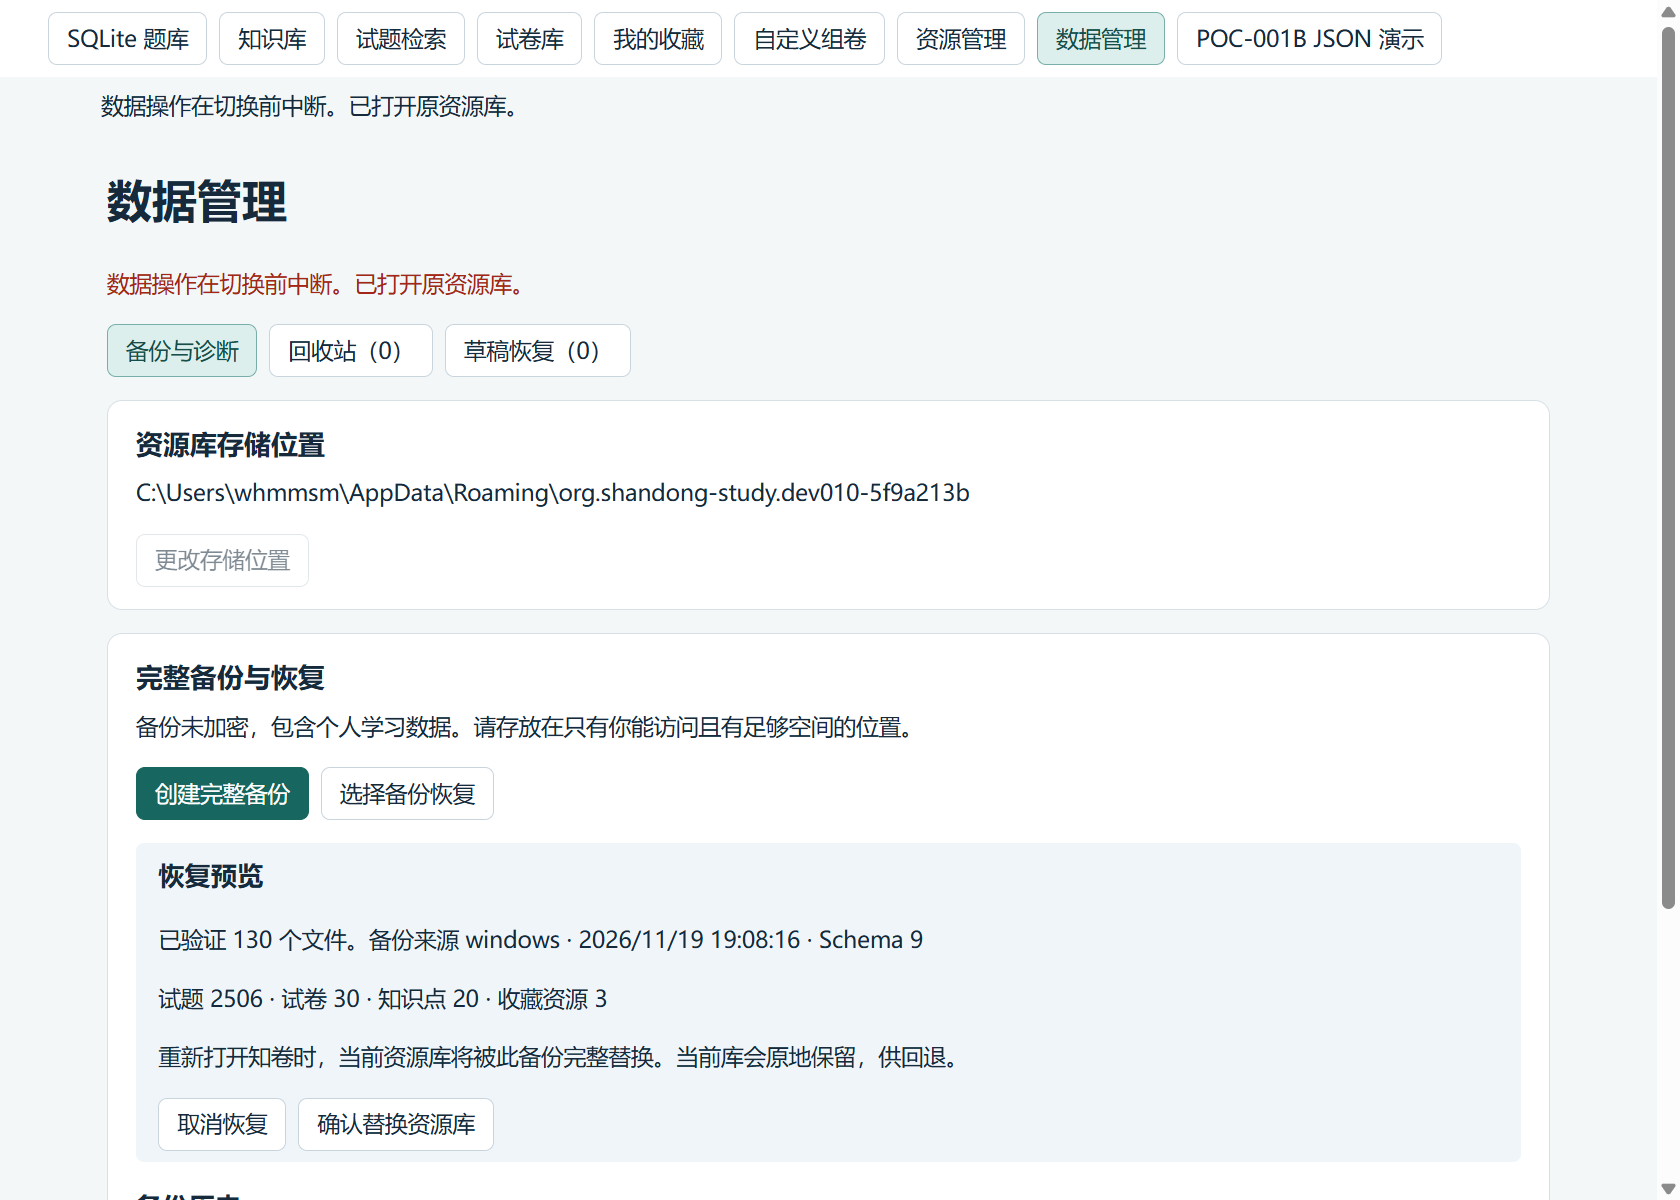 SQLite 题库 知识库 试题检索 试卷库 我的收藏 自定义组卷 资源管理 数据管理 POC-001B JSON 演示
数据操作在切换前中断。已打开原资源库。
数据管理
数据操作在切换前中断。已打开原资源库。
备份与诊断 回收站（0） 草稿恢复（0）
资源库存储位置
C:\Users\whmmsm\AppData\Roaming\org.shandong-study.dev010-5f9a213b
更改存储位置
完整备份与恢复
备份未加密，包含个人学习数据。请存放在只有你能访问且有足够空间的位置。
创建完整备份 选择备份恢复
恢复预览
已验证 130 个文件。备份来源 windows · 2026/11/19 19:08:16 · Schema 9
试题 2506 · 试卷 30 · 知识点 20 · 收藏资源 3
重新打开知卷时，当前资源库将被此备份完整替换。当前库会原地保留，供回退。
取消恢复 确认替换资源库